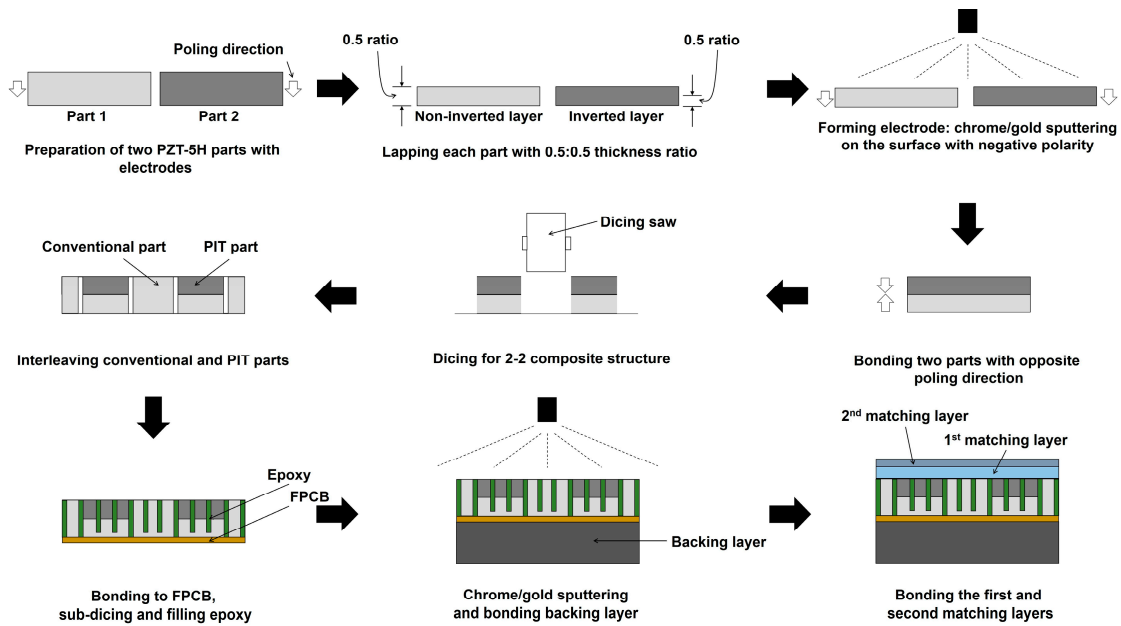 Poling direction
Part 1
Part 2
Preparation of two PZT-5H parts with
electrodes
0.5 ratio
0.5 ratio
Non-inverted layer
Inverted layer
Lapping each part with 0.5:0.5 thickness ratio
Forming electrode: chrome/gold sputtering
on the surface with negative polarity
Conventional part
PIT part
Interleaving conventional and PIT parts
Dicing saw
Dicing for 2-2 composite structure
Bonding two parts with opposite
poling direction
Epoxy
FPCB
Bonding to FPCB,
sub-dicing and filling epoxy
Backing layer
Chrome/gold sputtering
and bonding backing layer
2nd matching layer
1st matching layer
Bonding the first and
second matching layers